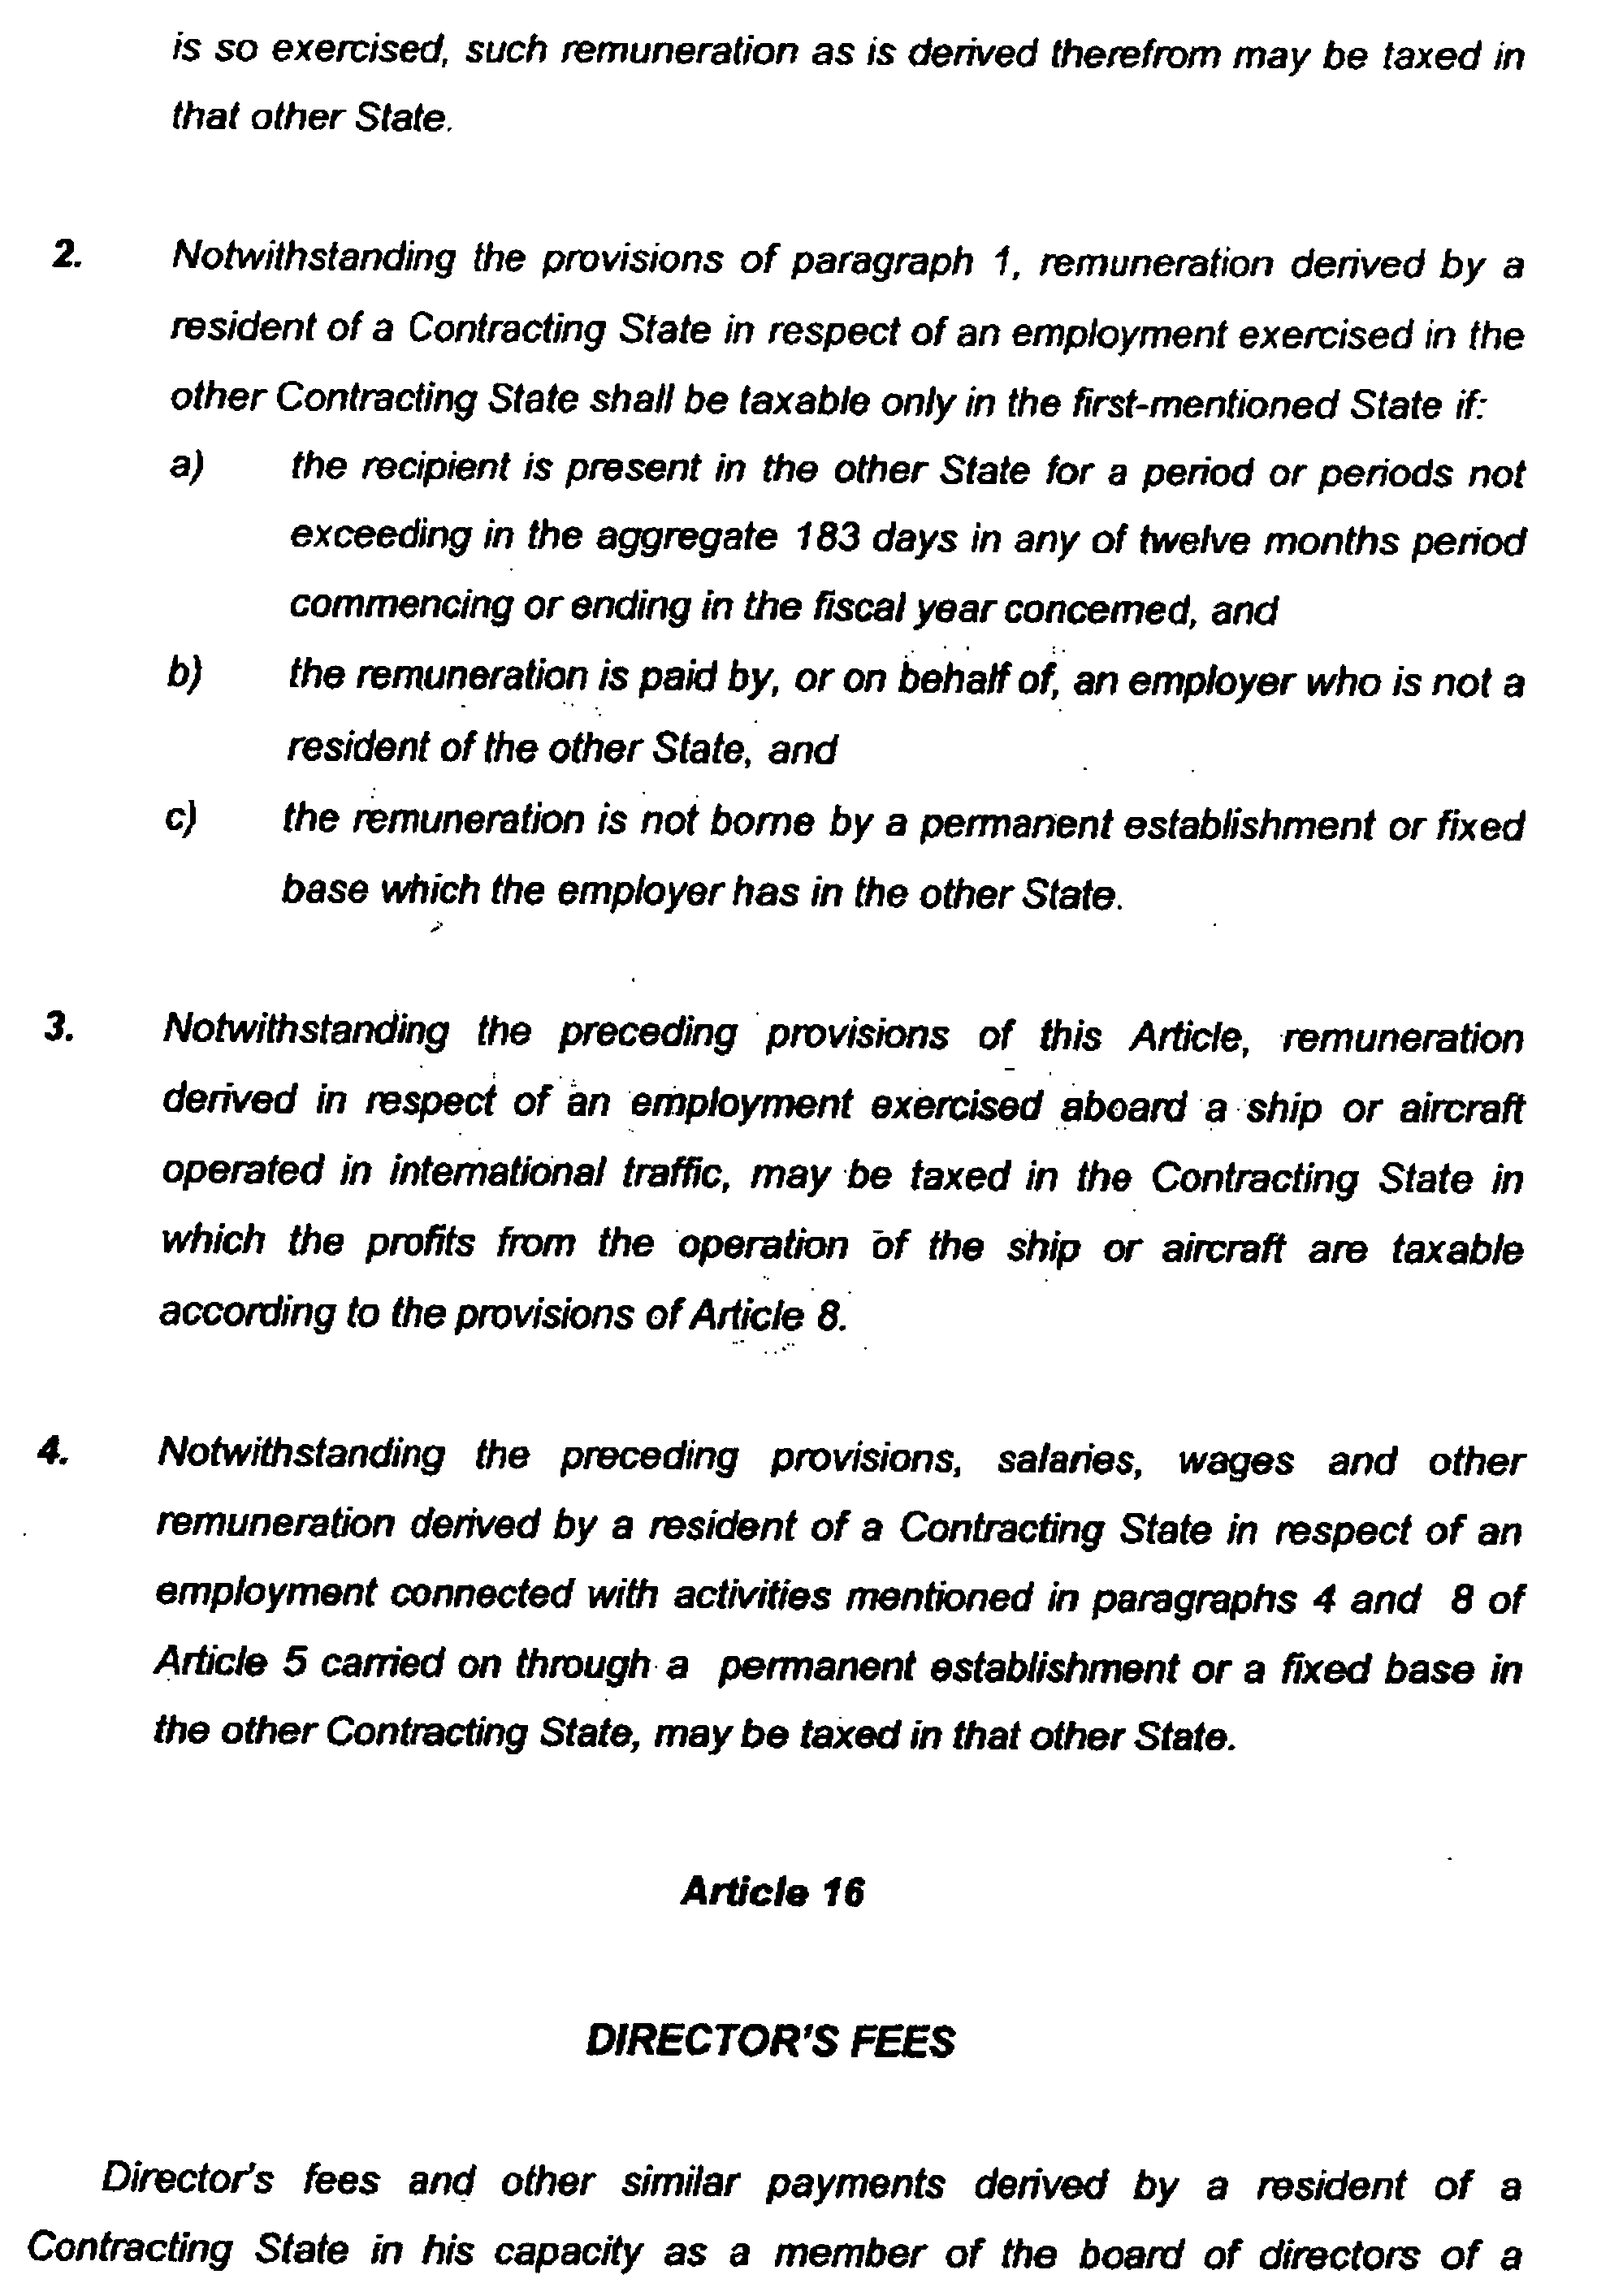 is so exercised, such remuneration as is derived therefrom may be taxed in
that other State.
2. Notwithstanding the provisions of paragraph 1, remuneration derived by a
resident of a Contracting State in respect of an employment exercised in the
other Contracting State shall be taxable only in the first-mentioned State if:
a) the recipient is present in the other State for a period or periods not
exceeding in the aggregate 183 days in any of twelve months period
commencing or ending in the fiscal year concerned, and
b) the remuneration is paid by, or on behalf of, an employer who is not a
resident of the other State, and
c) the remuneration is not borne by a permanent establishment or fixed
base which the employer has in the other State.
3. Notwithstanding the preceding provisions of this Article, remuneration
derived in respect of an employment exercised aboard a ship or aircraft
operated in international traffic, may be taxed in the Contracting State in
which the profits from the operation of the ship or aircraft are taxable
according to the provisions of Article 8.
4. Notwithstanding the preceding provisions, salaries, wages and other
remuneration derived by a resident of a Contracting State in respect of an
employment connected with activities mentioned in paragraphs 4 and 8 of
Article 5 carried on through a permanent establishment or a fixed base in
the other Contracting State, may be taxed in that other State.
Article 16
DIRECTOR'S FEES
Director's fees and other similar payments derived by a resident of a
Contracting State in his capacity as a member of the board of directors of a